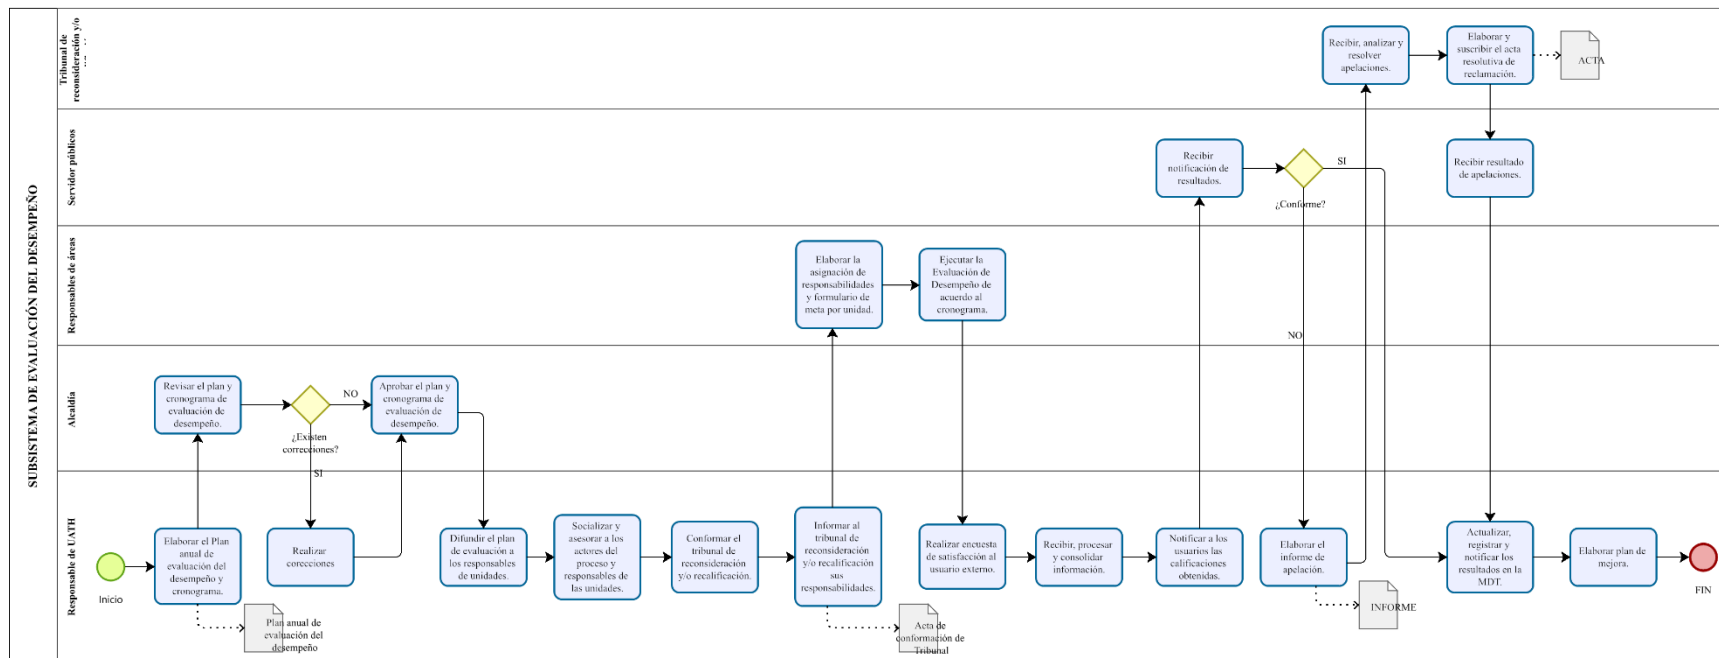 SUBSISTEMA DE EVALUACIÓN DEL DESEMPEÑO
Tribunal de
reconsideración y/o
Recibir, analizar y
resolver
apelaciones.
Elaborar y
suscribir el acta
resolutiva de
reclamación.
ACTA
Servidor públicos
Recibir
notificación de
resultados.
¿Conforme?
SI
NO
Recibir resultado
de apelaciones.
Responsables de áreas
Elaborar la
asignación de
responsabilidades
y formulario de
meta por unidad.
Ejecutar la
Evaluación de
Desempeño de
acuerdo al
cronograma.
Alcaldía
Revisar el plan y
cronograma de
evaluación de
desempeño.
¿Existen
correcciones?
NO
SI
Aprobar el plan y
cronograma de
evaluación de
desempeño.
Responsable de UATH
Inicio
Elaborar el Plan
anual de
evaluación del
desempeño y
cronograma.
Plan anual de
evaluación del
desempeño
Realizar
corecciones
Difundir el plan
de evaluación a
los responsables
de unidades.
Socializar y
asesorar a los
actores del
proceso y
responsables de
las unidades.
Conformar el
tribunal de
reconsideración
y/o recalificación.
Informar al
tribunal de
reconsideración
y/o recalificación
sus
responsabilidades.
Acta de
conformación de
Tribunal
Realizar encuesta
de satisfacción al
usuario externo.
Recibir, procesar
y consolidar
información.
Notificar a los
usuarios las
calificaciones
obtenidas.
Elaborar el
informe de
apelación.
INFORME
Actualizar,
registrar y
notificar los
resultados en la
MDT.
Elaborar plan de
mejora.
FIN